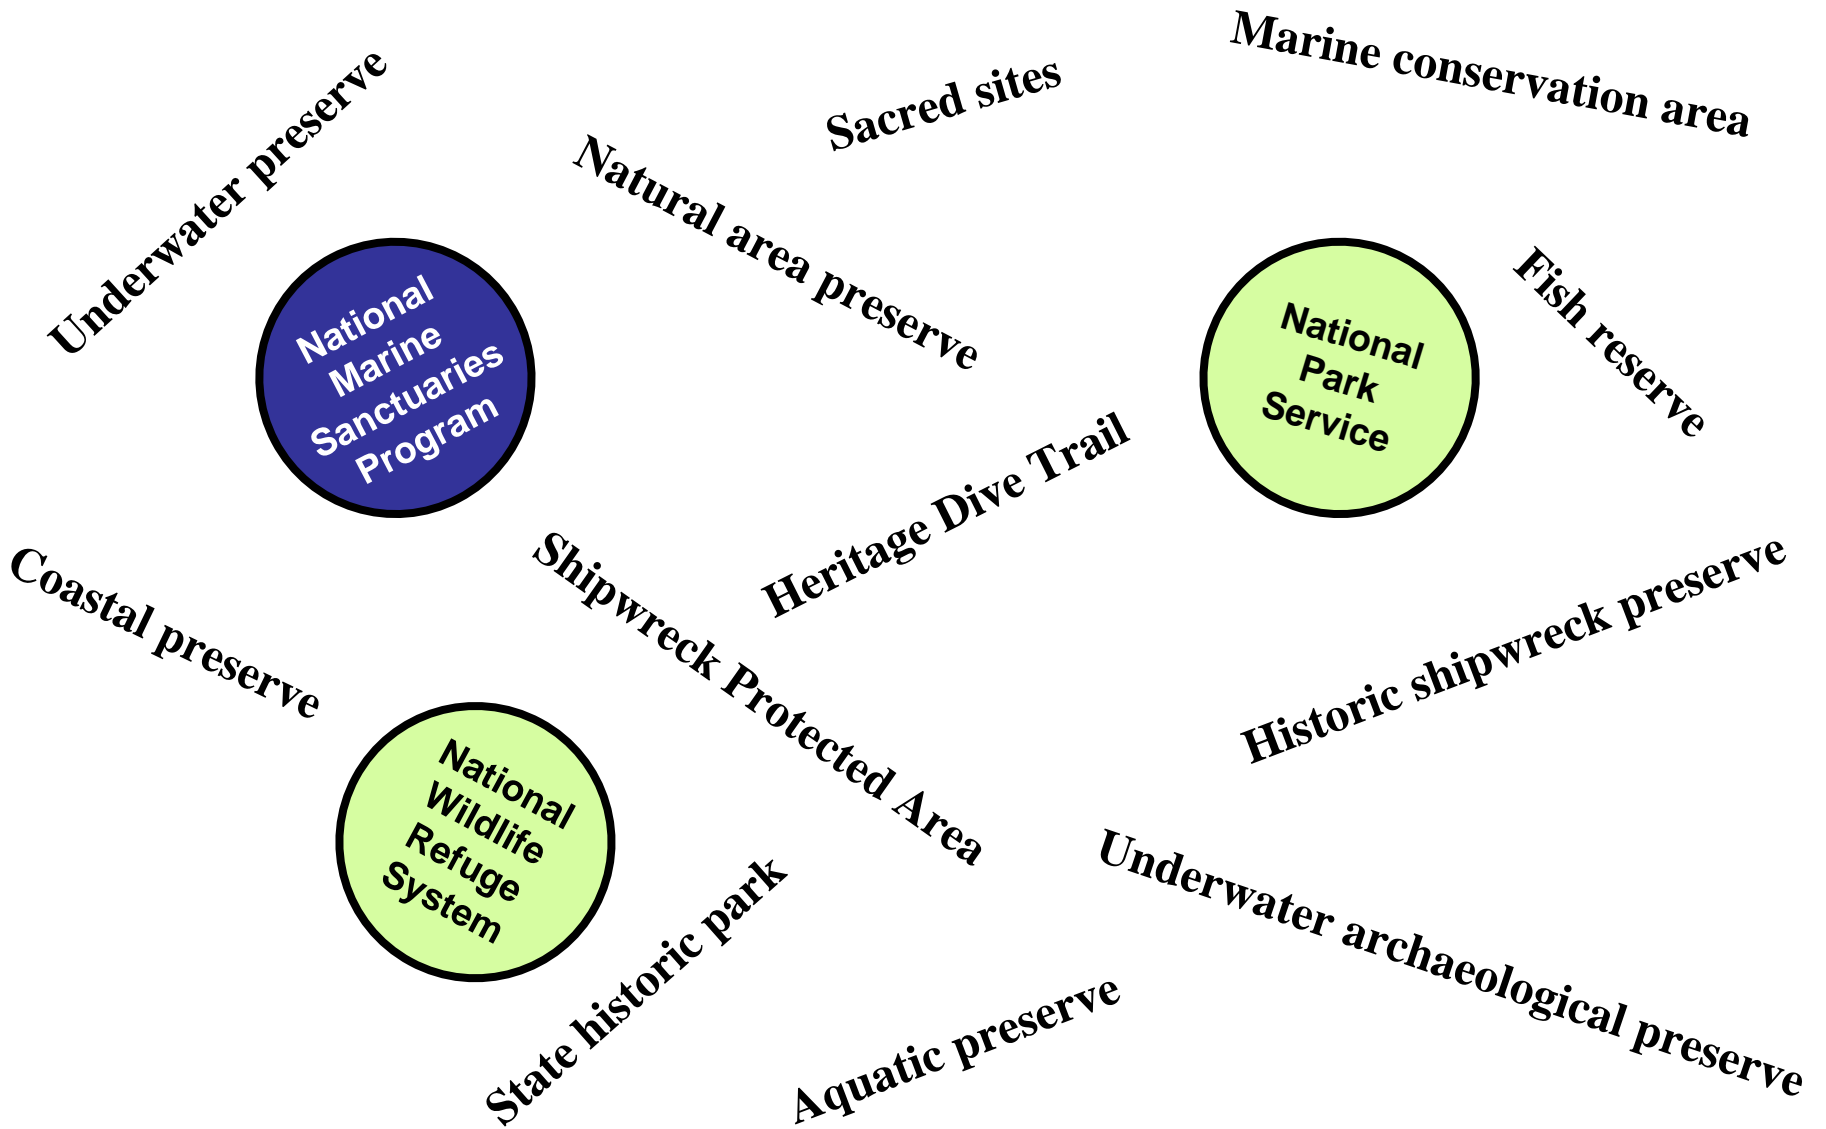 Marine conservation area
Underwater preserve
Sacred sites
Natural area preserve
National
Marine
Sanctuaries
Program
National
Park
Service
Fish reserve
Heritage Dive Trail
Coastal preserve
Shipwreck Protected Area
Historic shipwreck preserve
National
Wildlife
Refuge
System
Underwater archaeological preserve
State historic park
Aquatic preserve